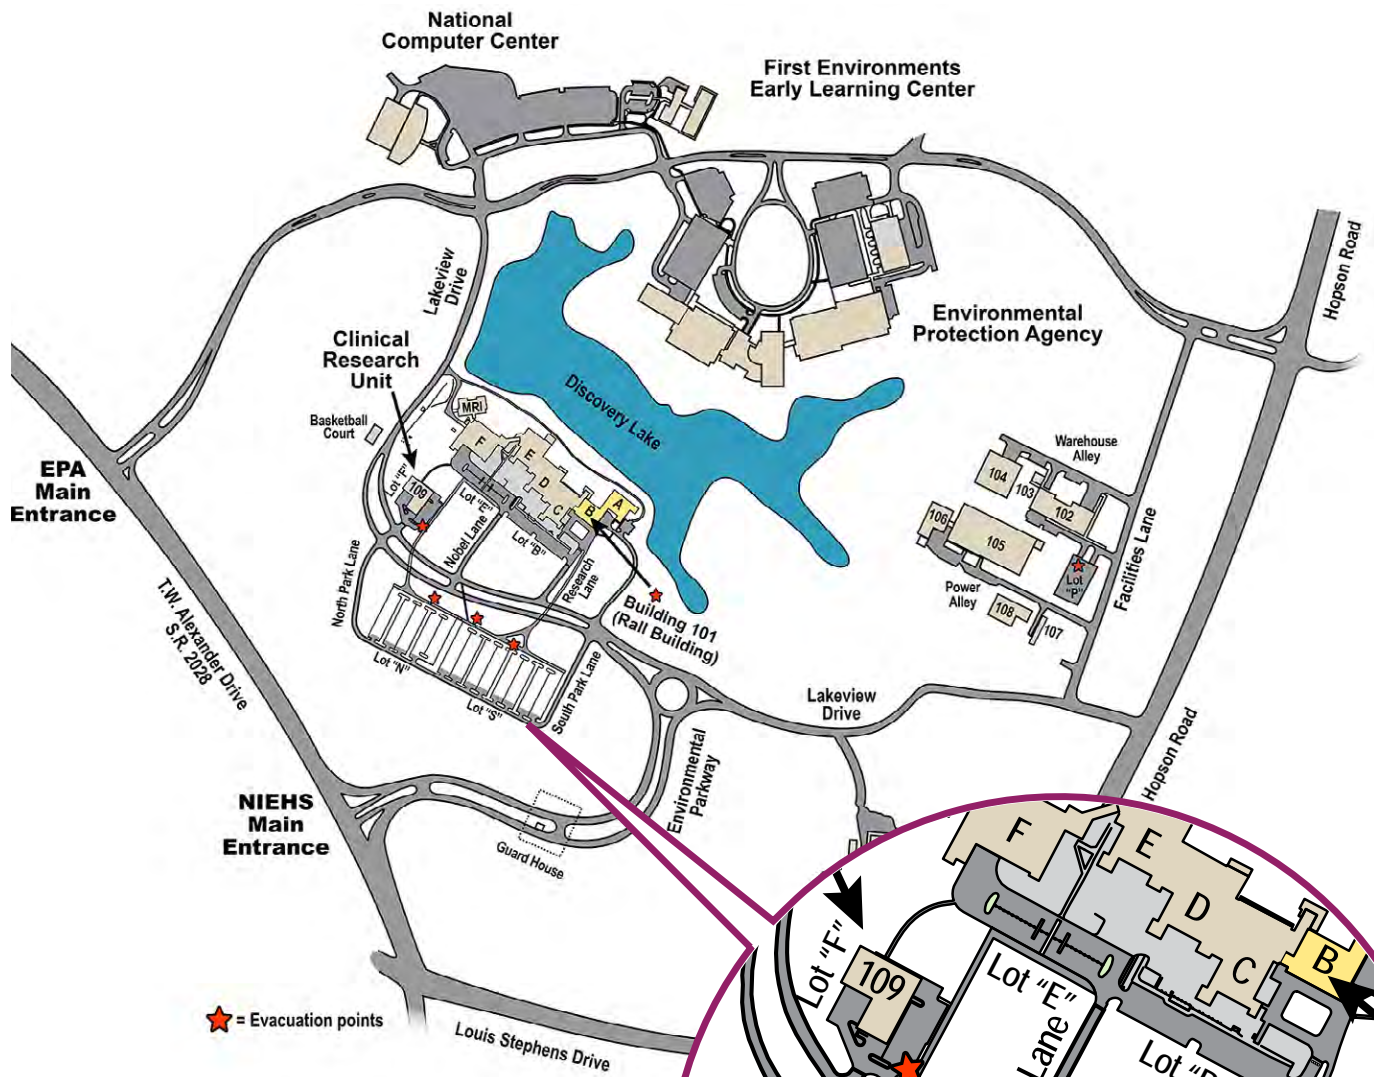 National
Computer Center
First Environments
Early Learning Center
Hopson Road
Lakeview
Drive
Environmental
Protection Agency
Clinical
Research
Unit
Discovery Lake
MRI
Basketball
Court
F
E
D
C
B
A
Lot "F"
109
Lot "E"
Lot "B"
Nobel Lane
Research
Lane
EPA
Main
Entrance
Warehouse
Alley
104
103
102
106
105
Lot
"P"
Facilities Lane
Power
Alley
108
107
North Park Lane
T.W. Alexander Drive
S.R. 2028
Building 101
(Rall Building)
Lot "N"
Lot "S"
South Park Lane
Lakeview
Drive
Environmental
Parkway
Hopson Road
NIEHS
Main
Entrance
Guard House
F
E
D
C
B
Lot "F"
109
Lot "E"
Lane
= Evacuation points
Louis Stephens Drive